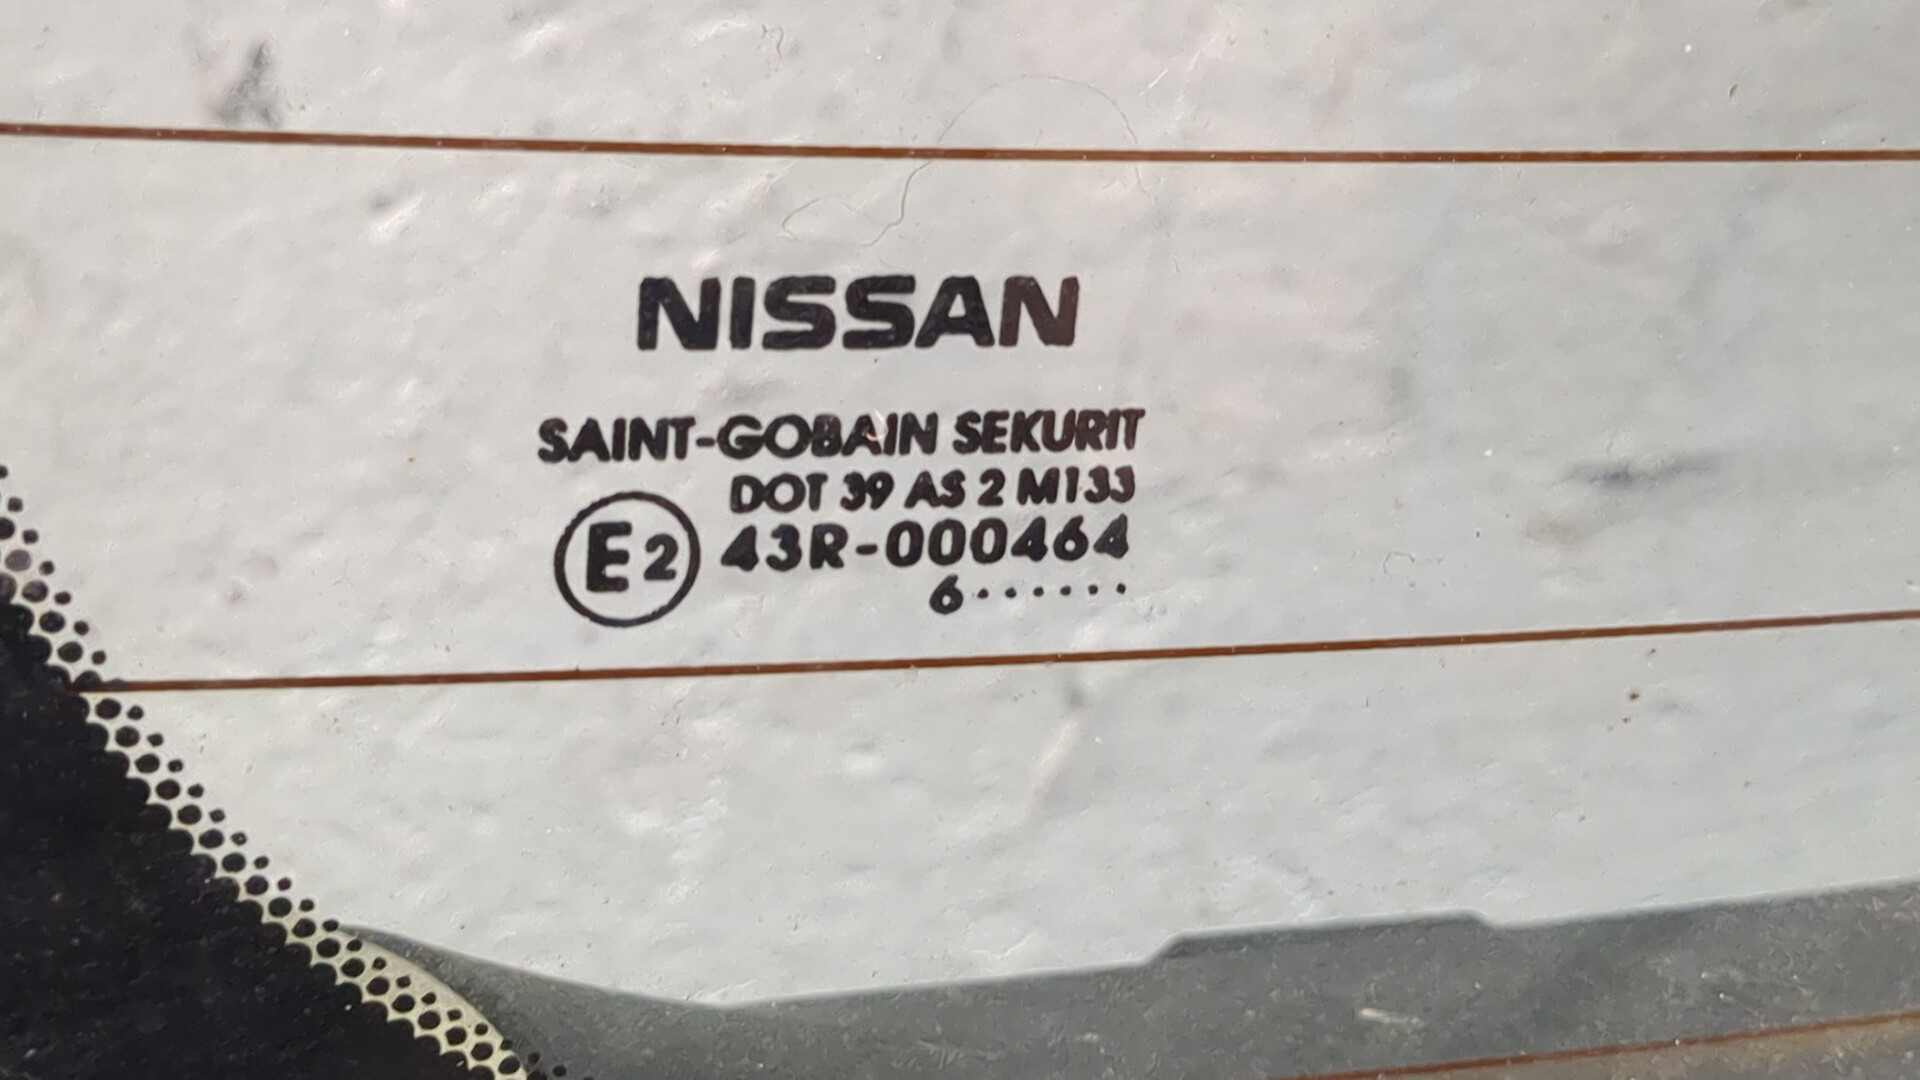 NISSAN
SAINT-GOBAIN SEKURIT
DOT 39 AS 2 M133
E2 43R-000464
6······